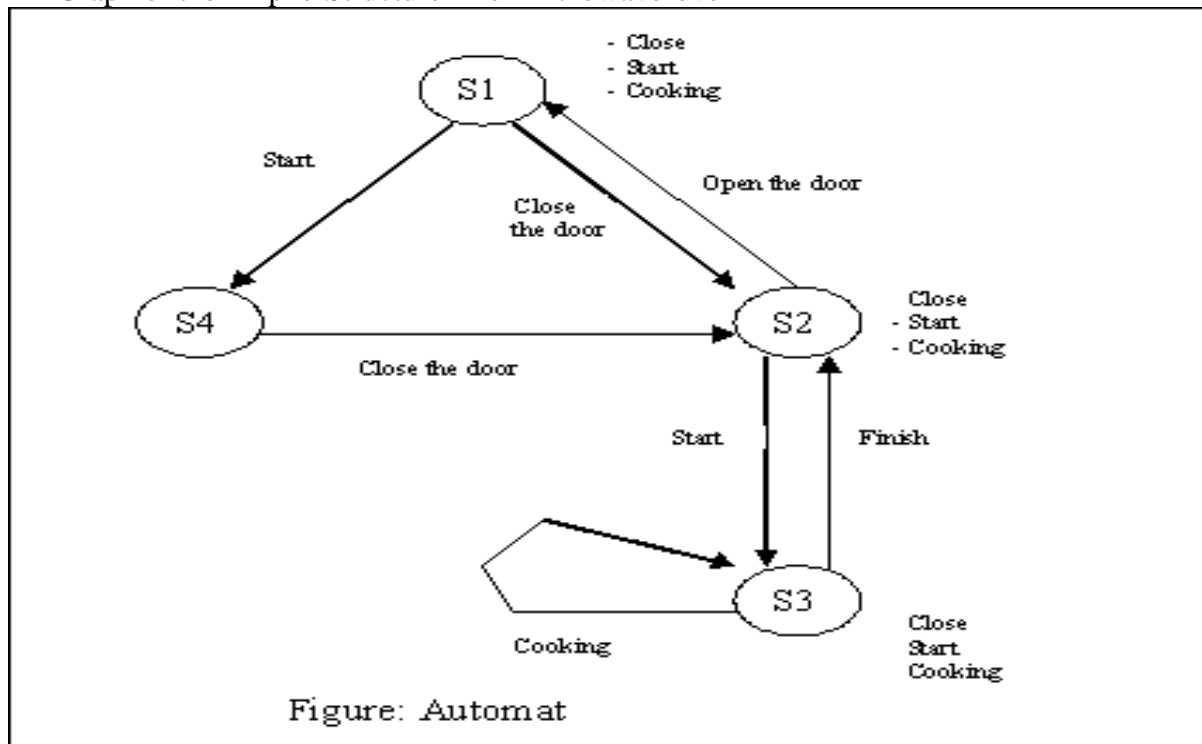 - Close
- Start
- Cooking
S1
Start
Open the door
Close
the door
S4
S2
Close
- Start
- Cooking
Close the door
Start
Finish
S3
Cooking
Close
Start
Cooking
Figure: Automat